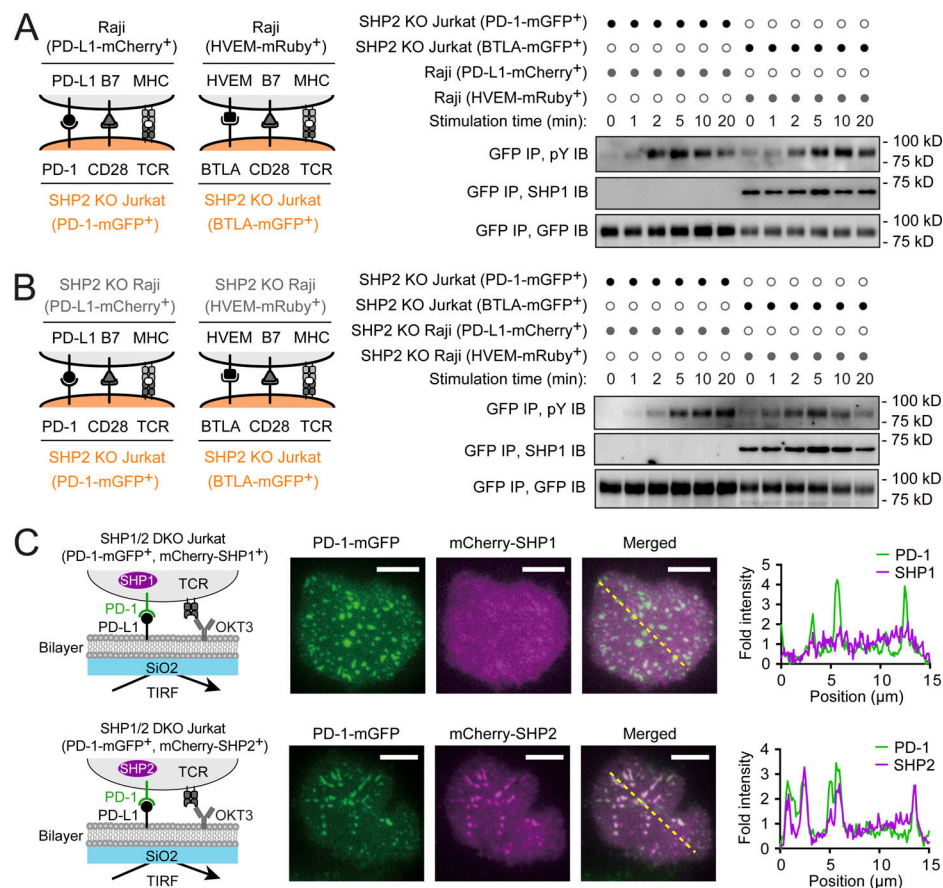 A
Raji
(PD-L1-mCherry+)
Raji
(HVEM-mRuby+)
PD-L1 B7 MHC
HVEM B7 MHC
PD-1 CD28 TCR
BTLA CD28 TCR
SHP2 KO Jurkat
(PD-1-mGFP+)
SHP2 KO Jurkat
(BTLA-mGFP+)
SHP2 KO Jurkat (PD-1-mGFP+)
SHP2 KO Jurkat (BTLA-mGFP+)
Raji (PD-L1-mCherry+)
Raji (HVEM-mRuby+)
Stimulation time (min): 0 1 2 5 10 20 0 1 2 5 10 20
GFP IP, pY IB
- 100 kD
- 75 kD
GFP IP, SHP1 IB
- 75 kD
GFP IP, GFP IB
- 100 kD
- 75 kD
B
SHP2 KO Raji
(PD-L1-mCherry+)
SHP2 KO Raji
(HVEM-mRuby+)
PD-L1 B7 MHC
HVEM B7 MHC
PD-1 CD28 TCR
BTLA CD28 TCR
SHP2 KO Jurkat
(PD-1-mGFP+)
SHP2 KO Jurkat
(BTLA-mGFP+)
SHP2 KO Jurkat (PD-1-mGFP+)
SHP2 KO Jurkat (BTLA-mGFP+)
SHP2 KO Raji (PD-L1-mCherry+)
SHP2 KO Raji (HVEM-mRuby+)
Stimulation time (min): 0 1 2 5 10 20 0 1 2 5 10 20
GFP IP, pY IB
- 100 kD
- 75 kD
GFP IP, SHP1 IB
- 75 kD
GFP IP, GFP IB
- 100 kD
- 75 kD
C
SHP1/2 DKO Jurkat
(PD-1-mGFP+, mCherry-SHP1+)
SHP1
TCR
PD-1
PD-L1
OKT3
Bilayer
SiO2
TIRF
PD-1-mGFP
mCherry-SHP1
Merged
PD-1
SHP1
Fold intensity
5
4
3
2
1
0
0 5 10 15
Position (µm)
SHP1/2 DKO Jurkat
(PD-1-mGFP+, mCherry-SHP2+)
SHP2
TCR
PD-1
PD-L1
OKT3
Bilayer
SiO2
TIRF
PD-1-mGFP
mCherry-SHP2
Merged
PD-1
SHP2
Fold intensity
4
3
2
1
0
0 5 10 15
Position (µm)